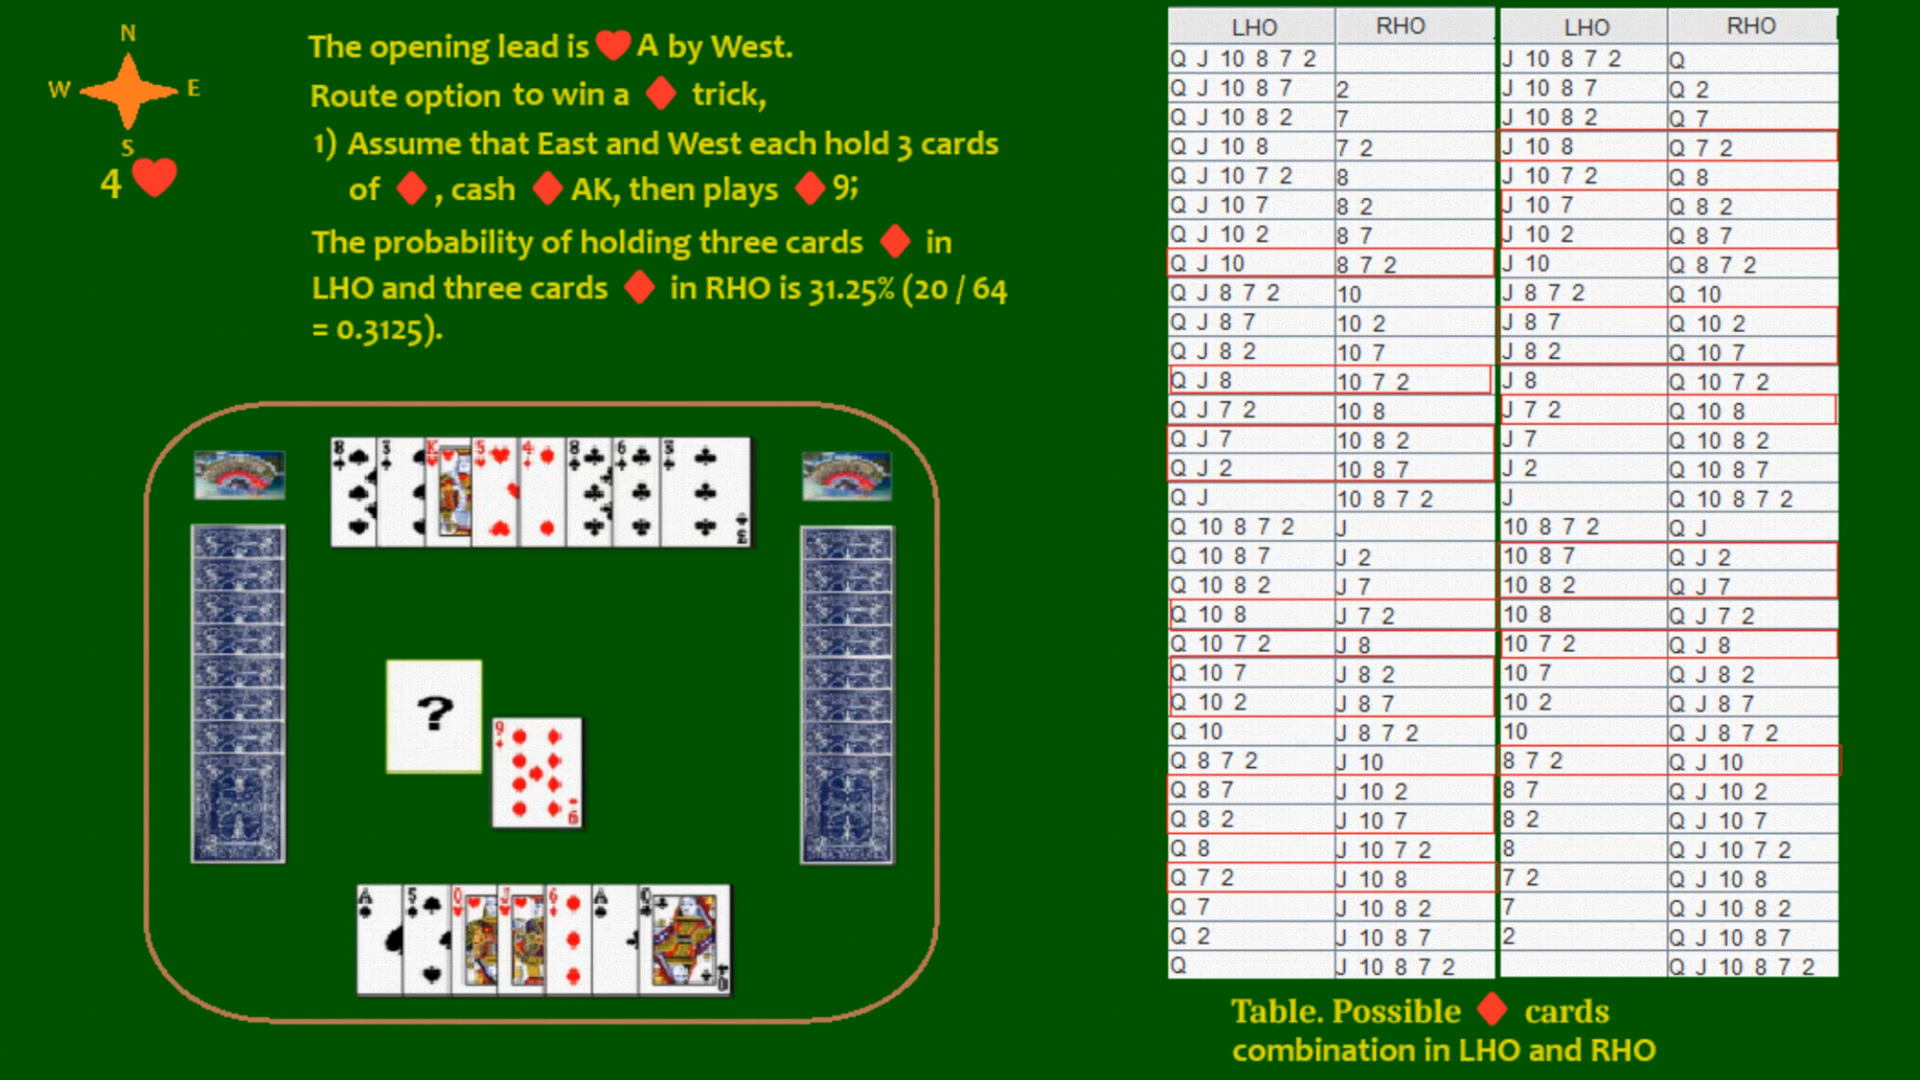 N
W E
S
4 ♥
The opening lead is ♥ A by West.
Route option to win a ♦ trick,
1) Assume that East and West each hold 3 cards
of ♦ , cash ♦ AK, then plays ♦ 9;
The probability of holding three cards ♦ in
LHO and three cards ♦ in RHO is 31.25% (20 / 64
= 0.3125).
8 3 K 5 4 8 6 3
?
9
A 5 Q J 6 A Q
LHO RHO LHO RHO
Q J 10 8 7 2 J 10 8 7 2 Q
Q J 10 8 7 2 J 10 8 7 Q 2
Q J 10 8 2 7 J 10 8 2 Q 7
Q J 10 8 7 2 J 10 8 Q 7 2
Q J 10 7 2 8 J 10 7 2 Q 8
Q J 10 7 8 2 J 10 7 Q 8 2
Q J 10 2 8 7 J 10 2 Q 8 7
Q J 10 8 7 2 J 10 Q 8 7 2
Q J 8 7 2 10 J 8 7 2 Q 10
Q J 8 7 10 2 J 8 7 Q 10 2
Q J 8 2 10 7 J 8 2 Q 10 7
Q J 8 10 7 2 J 8 Q 10 7 2
Q J 7 2 10 8 J 7 2 Q 10 8
Q J 7 10 8 2 J 7 Q 10 8 2
Q J 2 10 8 7 J 2 Q 10 8 7
Q J 10 8 7 2 J Q 10 8 7 2
Q 10 8 7 2 J 10 8 7 2 Q J
Q 10 8 7 J 2 10 8 7 Q J 2
Q 10 8 2 J 7 10 8 2 Q J 7
Q 10 8 J 7 2 10 8 Q J 7 2
Q 10 7 2 J 8 10 7 2 Q J 8
Q 10 7 J 8 2 10 7 Q J 8 2
Q 10 2 J 8 7 10 2 Q J 8 7
Q 10 J 8 7 2 10 Q J 8 7 2
Q 8 7 2 J 10 8 7 2 Q J 10
Q 8 7 J 10 2 8 7 Q J 10 2
Q 8 2 J 10 7 8 2 Q J 10 7
Q 8 J 10 7 2 8 Q J 10 7 2
Q 7 2 J 10 8 7 2 Q J 10 8
Q 7 J 10 8 2 7 Q J 10 8 2
Q 2 J 10 8 7 2 Q J 10 8 7
Q J 10 8 7 2 Q J 10 8 7 2
Table. Possible ♦ cards
combination in LHO and RHO